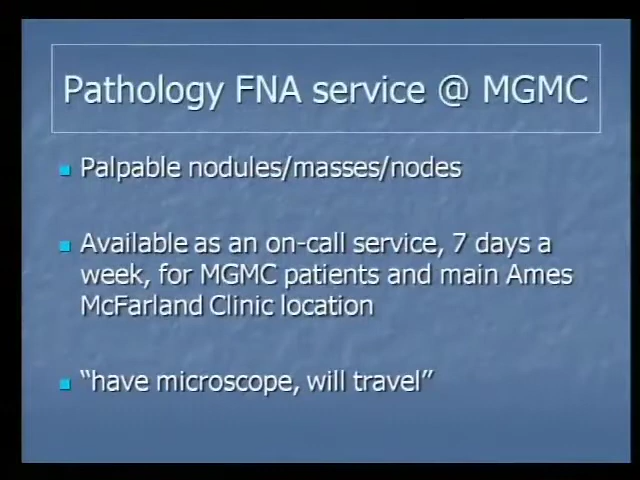 Pathology FNA service @ MGMC
Palpable nodules/masses/nodes
Available as an on-call service, 7 days a
week, for MGMC patients and main Ames
McFarland Clinic location
“have microscope, will travel”